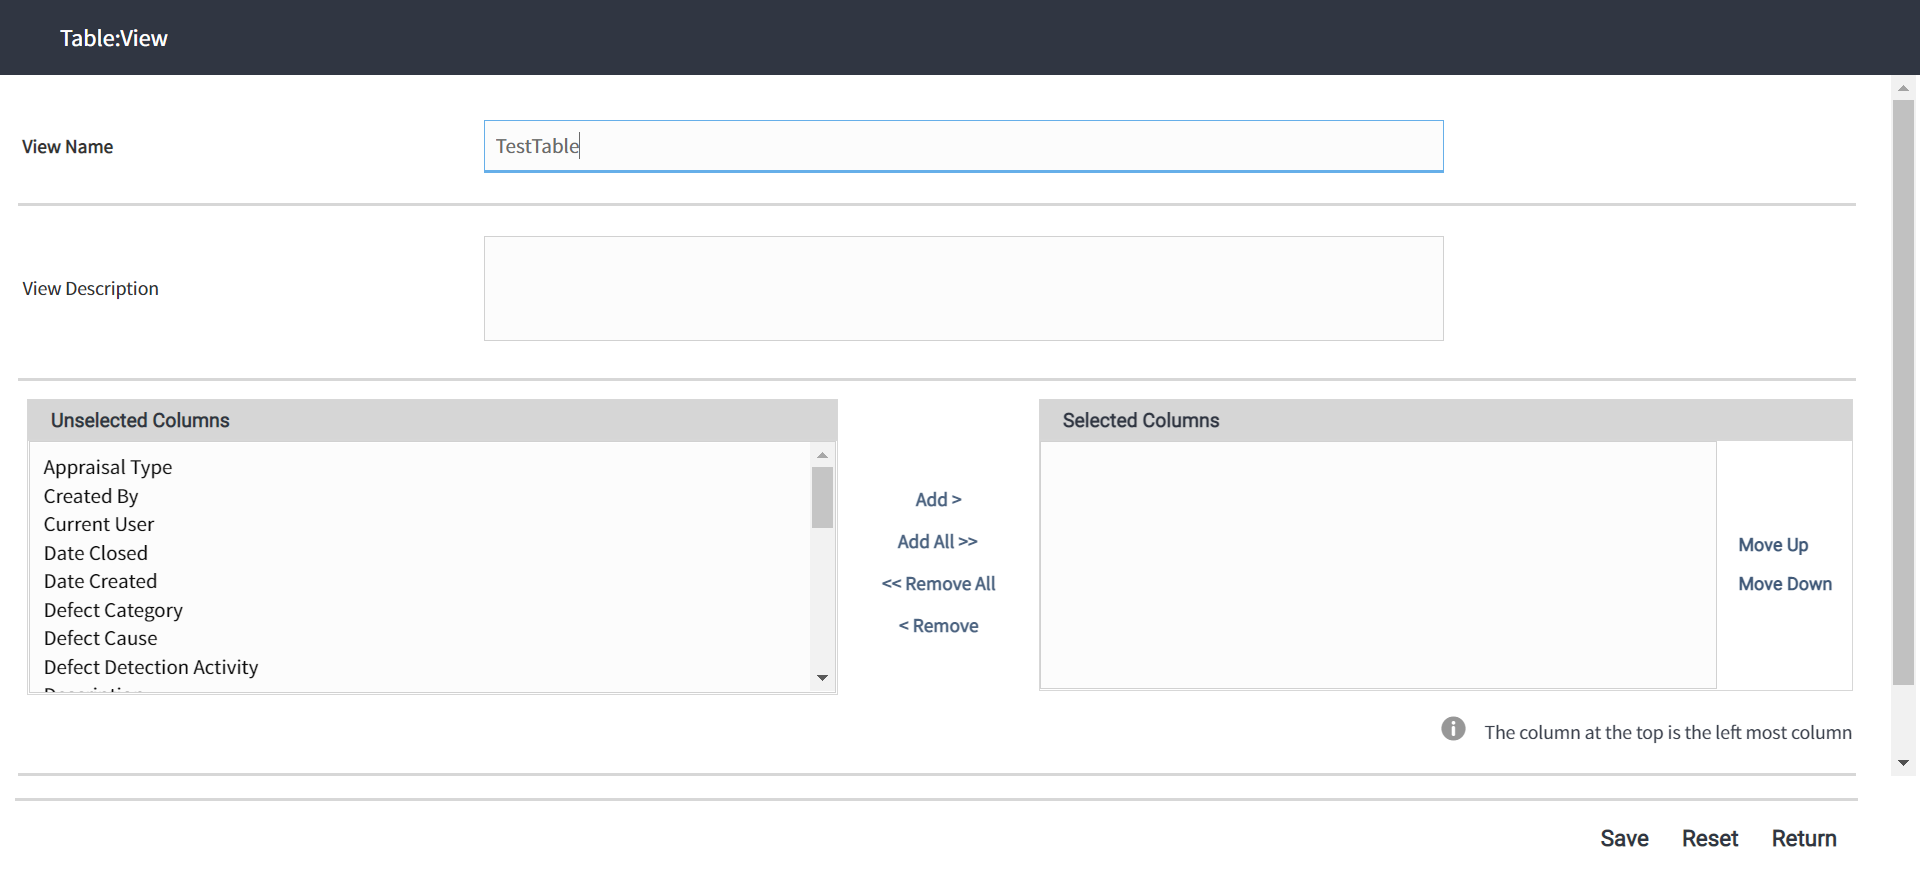 Table:View
View Name
TestTable
View Description
Unselected Columns
Selected Columns
Appraisal Type
Created By
Current User
Date Closed
Date Created
Defect Category
Defect Cause
Defect Detection Activity
Add >
Add All >>
<< Remove All
< Remove
Move Up
Move Down
The column at the top is the left most column
Save Reset Return